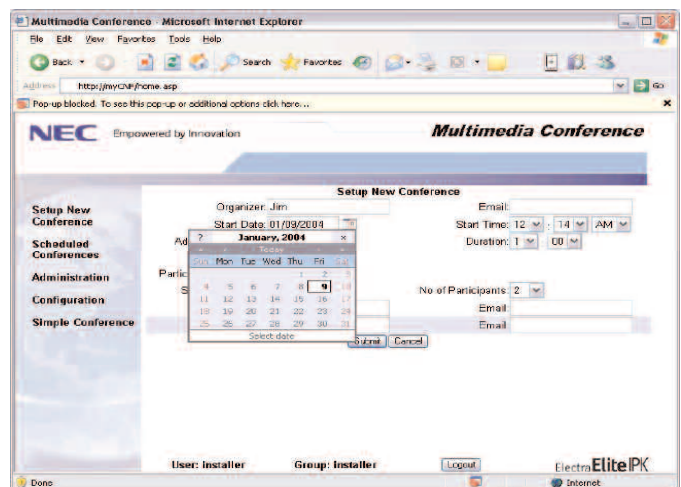 Multimedia Conference - Microsoft Internet Explorer
File Edit View Favorites Tools Help
Back Search Favorites
Address http://myCNP/home.asp Go
Pop-up blocked. To see this pop-up or additional options click here...
NEC Empowered by Innovation Multimedia Conference
Setup New Conference
Organizer: Jim Email:
Setup New Conference
Start Date: 01/09/2004 Start Time: 12 : 14 AM
Scheduled Conferences
Ad Duration: 1 : 00
? January, 2004 ×
Today
Sun Mon Tue Wed Thu Fri Sat
1 2 3
4 5 6 7 8 9 10
11 12 13 14 15 16 17
18 19 20 21 22 23 24
25 26 27 28 29 30 31
Select date
Administration
Partic
Configuration
S No of Participants: 2
Email
Simple Conference
Email
Submit Cancel
User: Installer Group: Installer Logout ElectraElite IPK
Done Internet